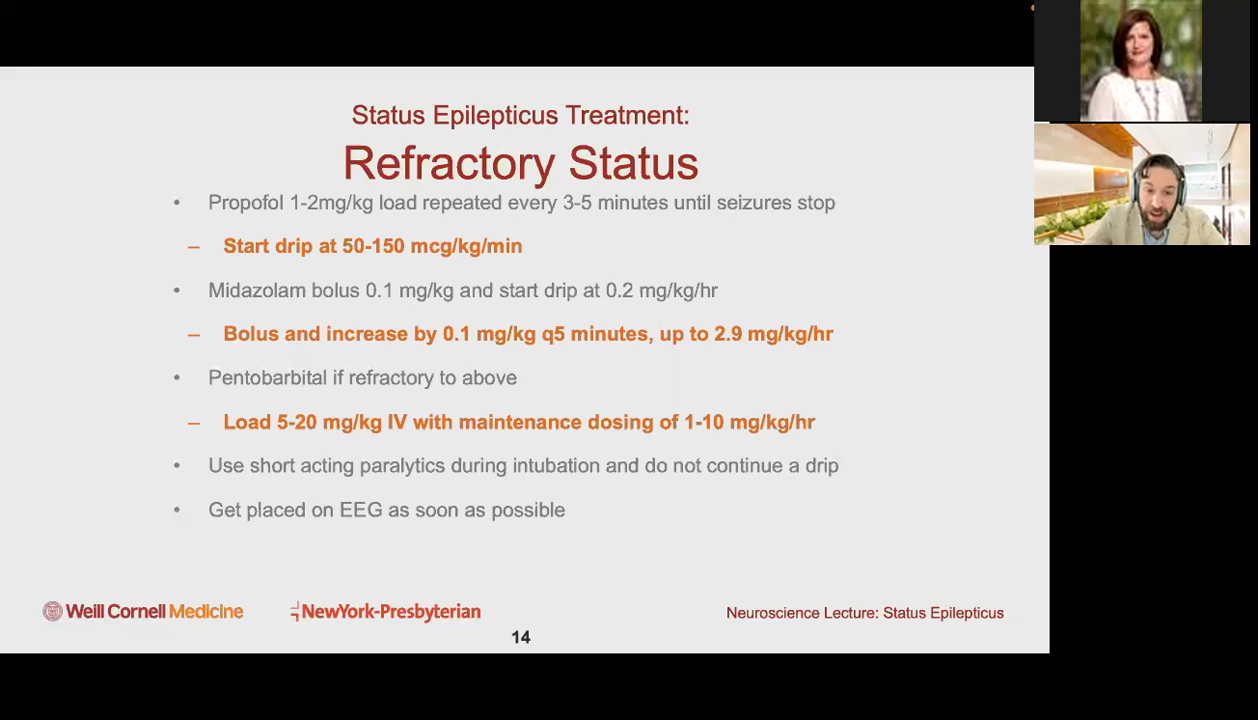 Status Epilepticus Treatment:
Refractory Status
• Propofol 1-2mg/kg load repeated every 3-5 minutes until seizures stop
– Start drip at 50-150 mcg/kg/min
• Midazolam bolus 0.1 mg/kg and start drip at 0.2 mg/kg/hr
– Bolus and increase by 0.1 mg/kg q5 minutes, up to 2.9 mg/kg/hr
• Pentobarbital if refractory to above
– Load 5-20 mg/kg IV with maintenance dosing of 1-10 mg/kg/hr
• Use short acting paralytics during intubation and do not continue a drip
• Get placed on EEG as soon as possible
Weill Cornell Medicine
NewYork-Presbyterian
Neuroscience Lecture: Status Epilepticus
14